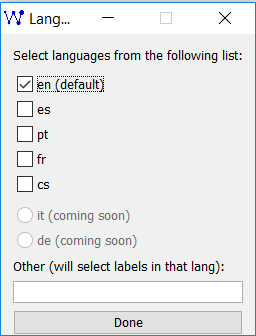 Lang...
Select languages from the following list:
en (default)
es
pt
fr
cs
it (coming soon)
de (coming soon)
Other (will select labels in that lang):
Done